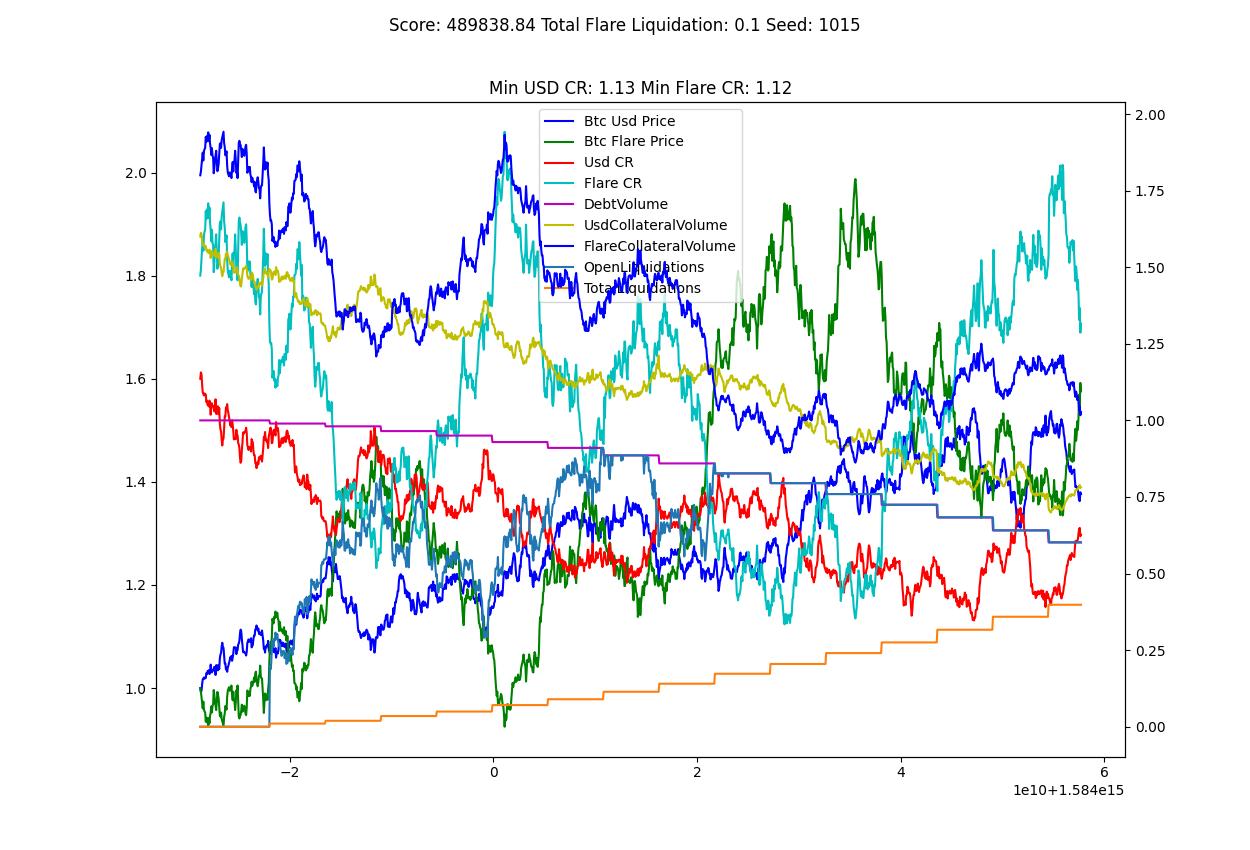 Score: 489838.84 Total Flare Liquidation: 0.1 Seed: 1015
Min USD CR: 1.13 Min Flare CR: 1.12
Btc Usd Price
Btc Flare Price
Usd CR
Flare CR
DebtVolume
UsdCollateralVolume
FlareCollateralVolume
OpenLiquidations
TotalLiquidations
2.0
1.8
1.6
1.4
1.2
1.0
2.00
1.75
1.50
1.25
1.00
0.75
0.50
0.25
0.00
−2 0 2 4 6
1e10+1.584e15